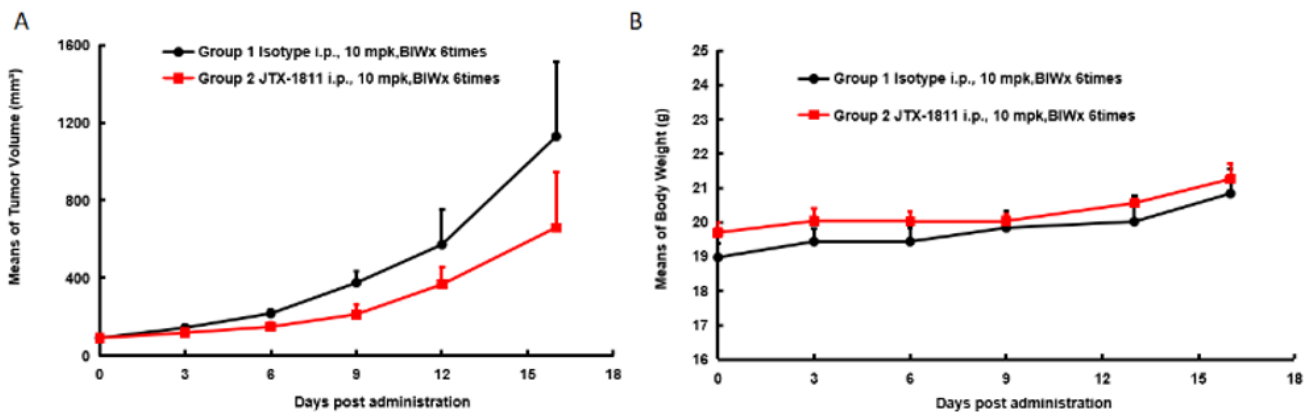 A
Means of Tumor Volume (mm³)
1600
1200
800
400
0
Group 1 Isotype i.p., 10 mpk,BIWx 6times
Group 2 JTX-1811 i.p., 10 mpk,BIWx 6times
0 3 6 9 12 15 18
Days post administration
B
Means of Body Weight (g)
25
24
23
22
21
20
19
18
17
16
Group 1 Isotype i.p., 10 mpk,BIWx 6times
Group 2 JTX-1811 i.p., 10 mpk,BIWx 6times
0 3 6 9 12 15 18
Days post administration